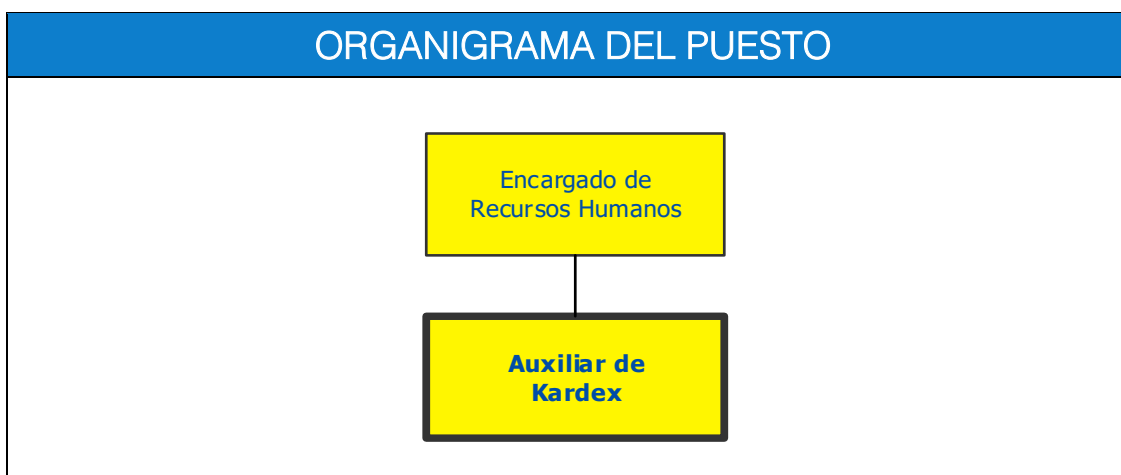 ORGANIGRAMA DEL PUESTO
Encargado de
Recursos Humanos
Auxiliar de
Kardex